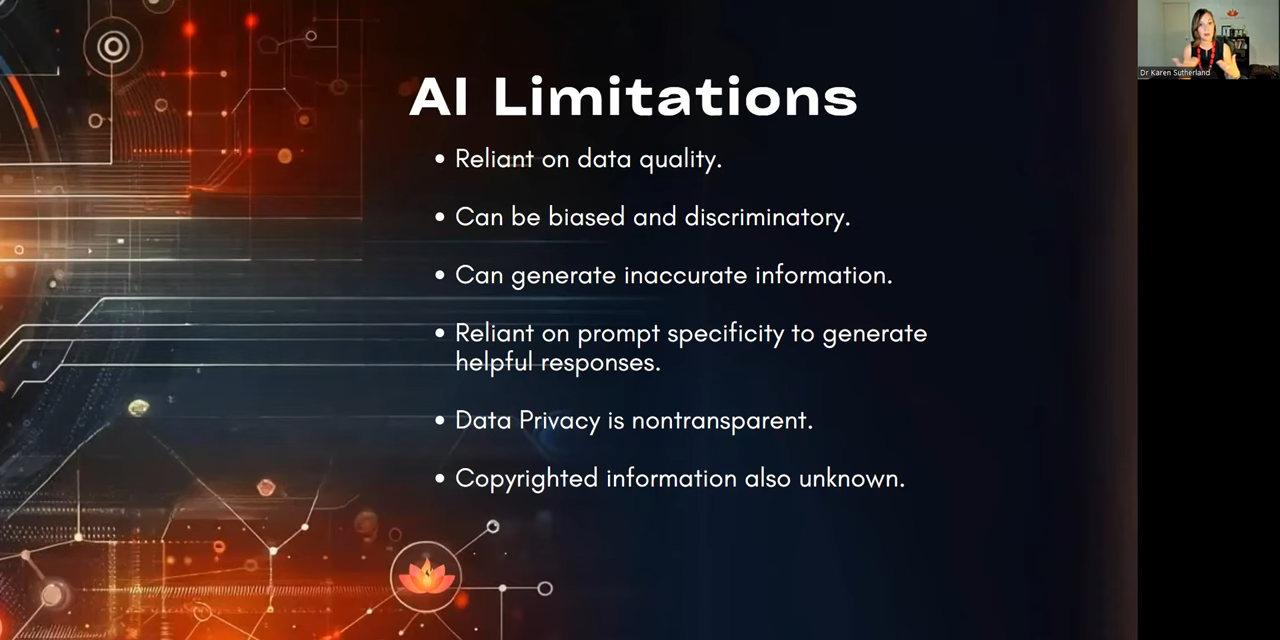 AI Limitations
• Reliant on data quality.
• Can be biased and discriminatory.
• Can generate inaccurate information.
• Reliant on prompt specificity to generate
helpful responses.
• Data Privacy is nontransparent.
• Copyrighted information also unknown.
Dr Karen Sutherland